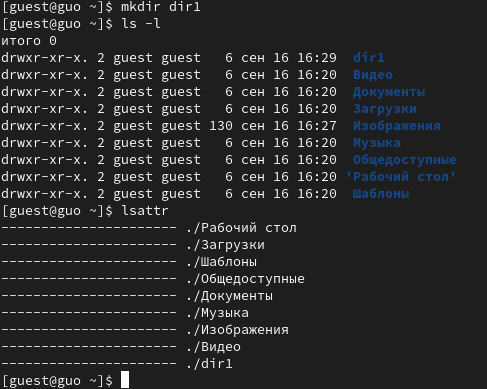 [guest@guo ~]$ mkdir dir1
[guest@guo ~]$ ls -l
итого 0
drwxr-xr-x. 2 guest guest   6 сен 16 16:29  dir1
drwxr-xr-x. 2 guest guest   6 сен 16 16:20  Видео
drwxr-xr-x. 2 guest guest   6 сен 16 16:20  Документы
drwxr-xr-x. 2 guest guest   6 сен 16 16:20  Загрузки
drwxr-xr-x. 2 guest guest 130 сен 16 16:27  Изображения
drwxr-xr-x. 2 guest guest   6 сен 16 16:20  Музыка
drwxr-xr-x. 2 guest guest   6 сен 16 16:20  Общедоступные
drwxr-xr-x. 2 guest guest   6 сен 16 16:20 'Рабочий стол'
drwxr-xr-x. 2 guest guest   6 сен 16 16:20  Шаблоны
[guest@guo ~]$ lsattr
---------------------- ./Рабочий стол
---------------------- ./Загрузки
---------------------- ./Шаблоны
---------------------- ./Общедоступные
---------------------- ./Документы
---------------------- ./Музыка
---------------------- ./Изображения
---------------------- ./Видео
---------------------- ./dir1
[guest@guo ~]$